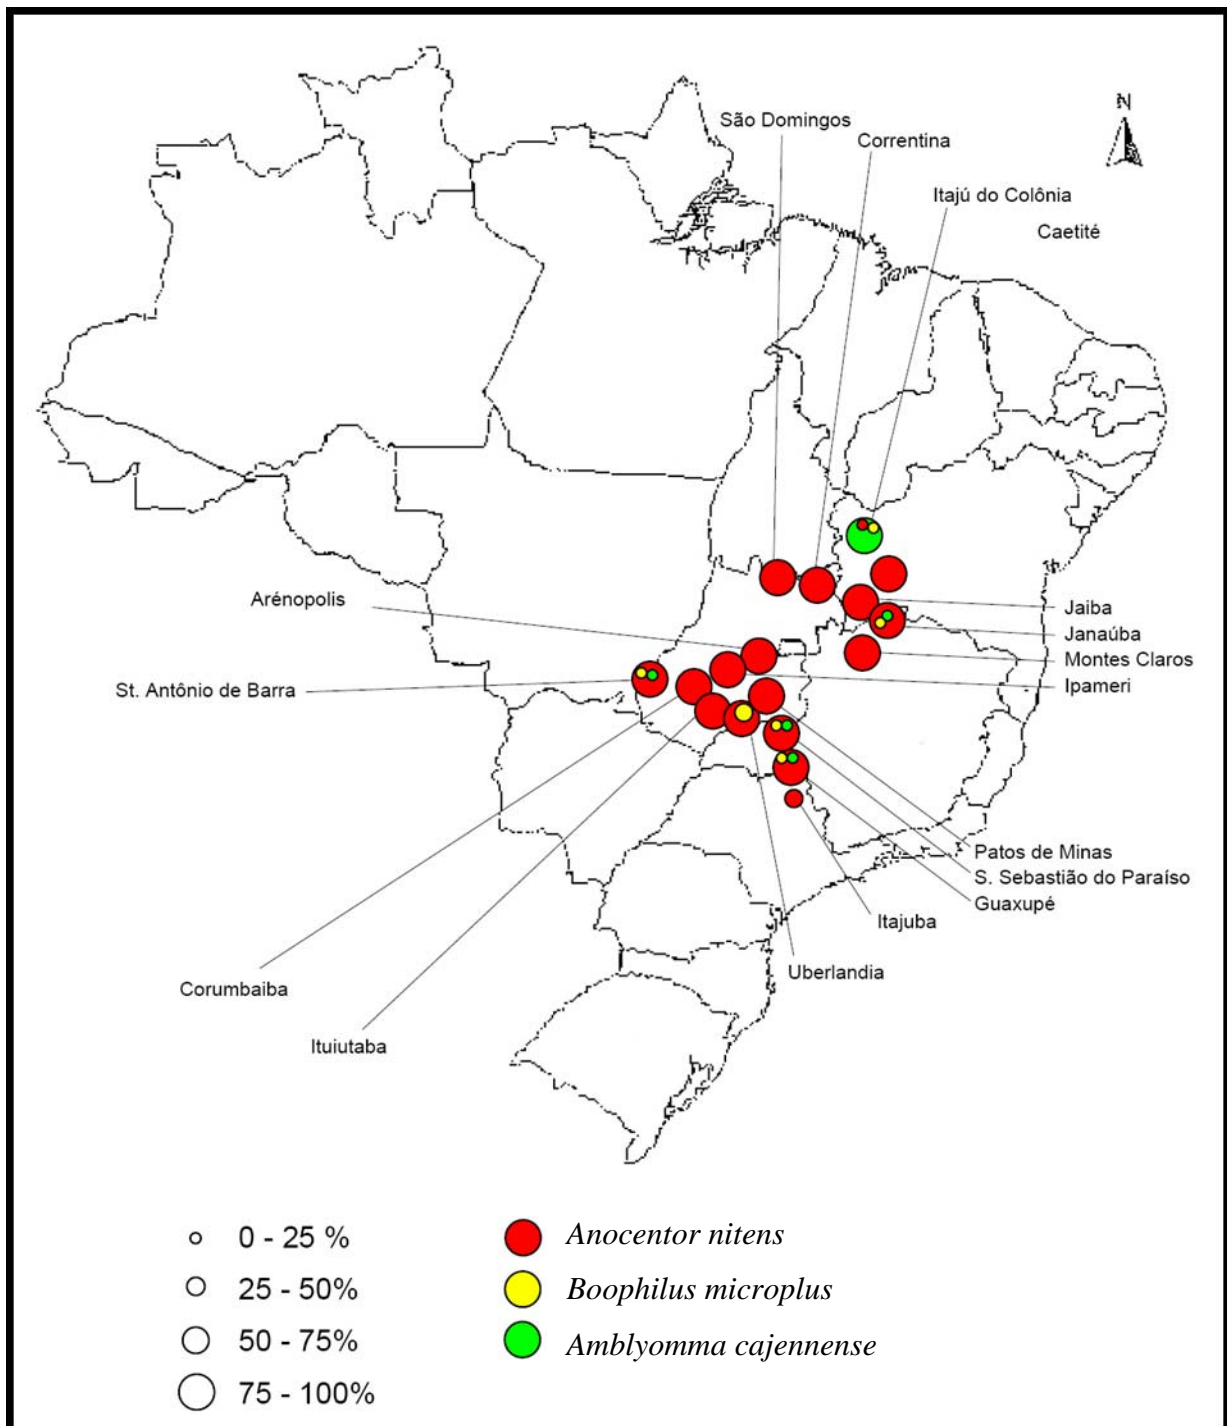 N
São Domingos
Correntina
Itajú do Colônia
Caetité
Arénopolis
Jaiba
Janaúba
Montes Claros
Ipameri
St. Antônio de Barra
Patos de Minas
S. Sebastião do Paraíso
Guaxupé
Itajuba
Uberlandia
Corumbaiba
Ituiutaba
0 - 25 %
25 - 50%
50 - 75%
75 - 100%
Anocentor nitens
Boophilus microplus
Amblyomma cajennense